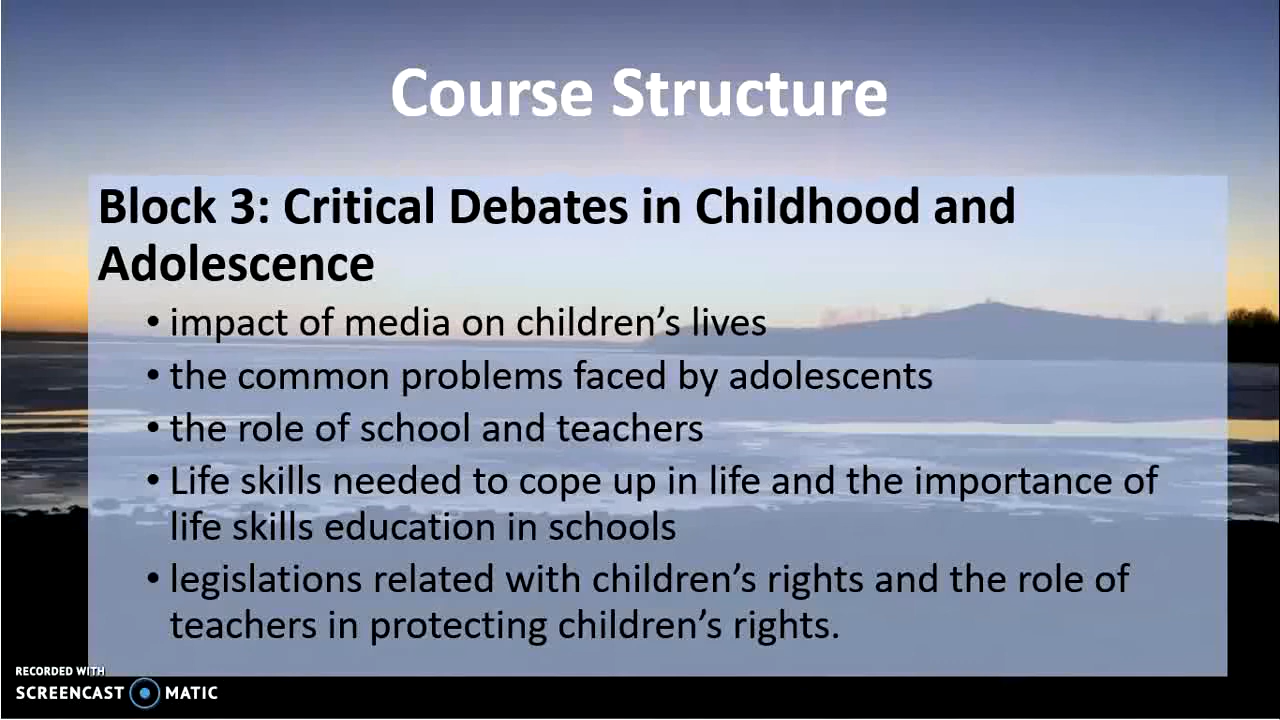 Course Structure
Block 3: Critical Debates in Childhood and
Adolescence
• impact of media on children’s lives
• the common problems faced by adolescents
• the role of school and teachers
• Life skills needed to cope up in life and the importance of
life skills education in schools
• legislations related with children’s rights and the role of
teachers in protecting children’s rights.
RECORDED WITH
SCREENCAST MATIC